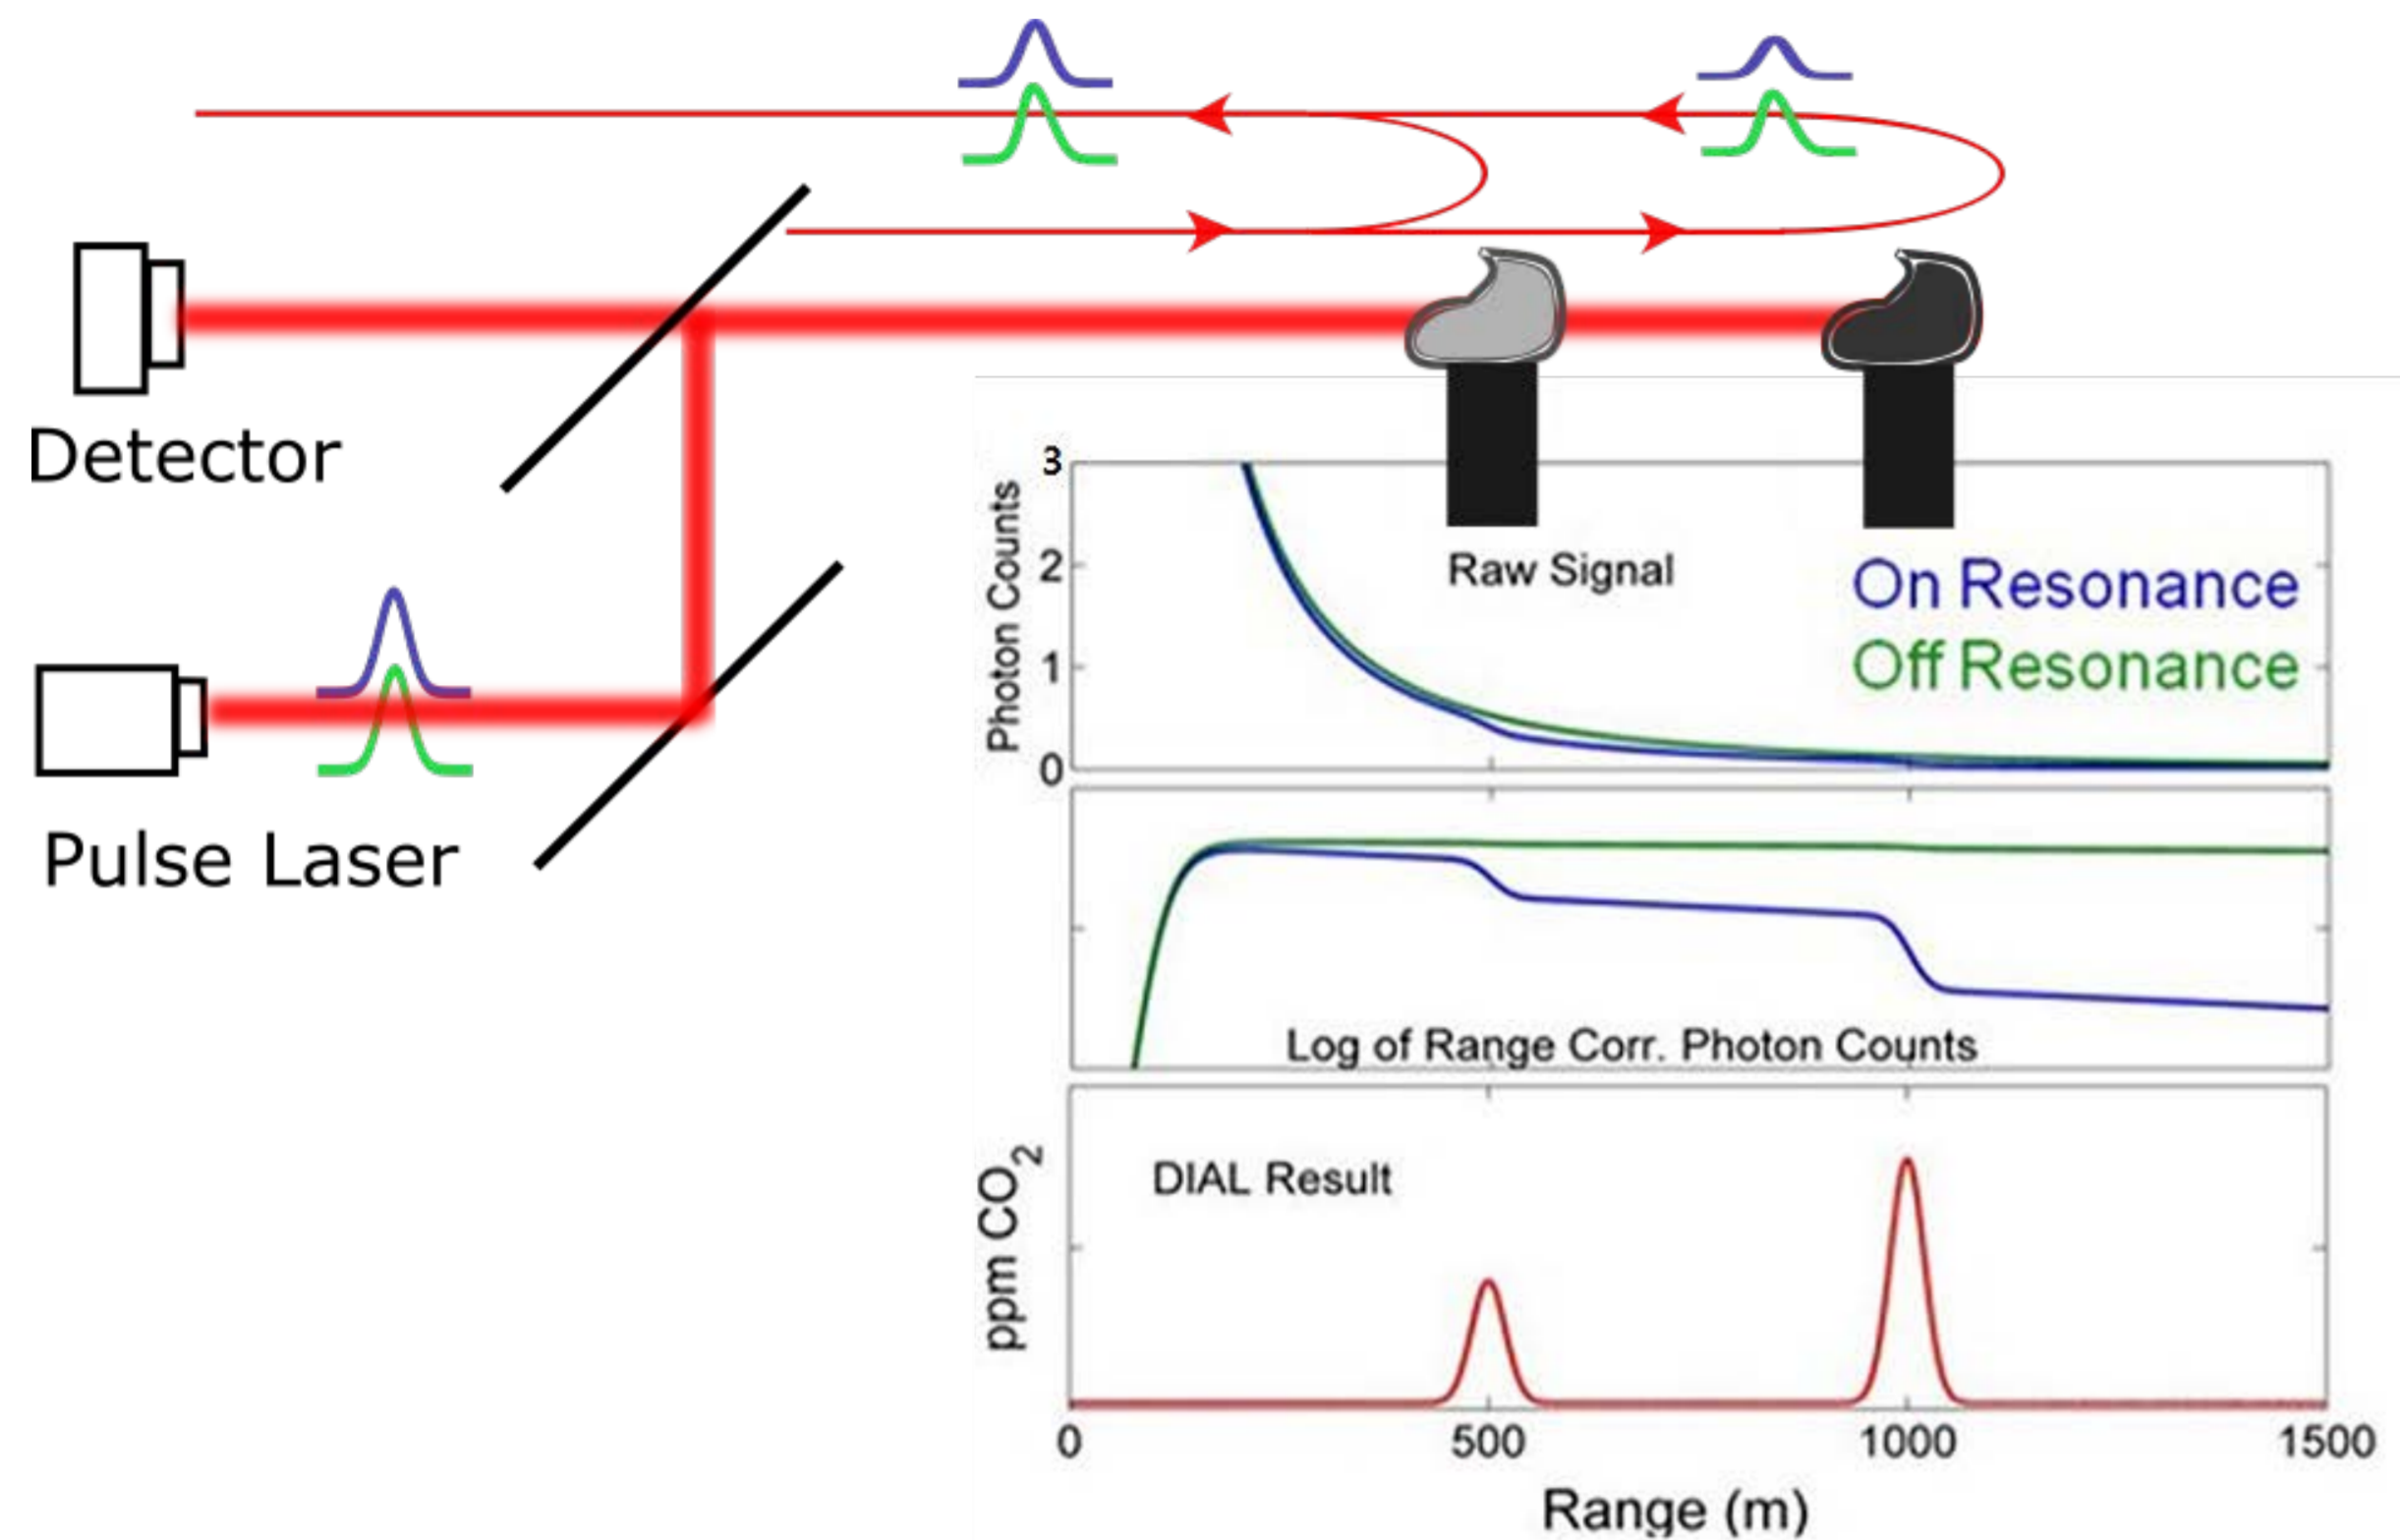 Detector
Pulse Laser
3
2
1
0
Photon Counts
Raw Signal
On Resonance
Off Resonance
Log of Range Corr. Photon Counts
ppm CO2
DIAL Result
0 500 1000 1500
Range (m)